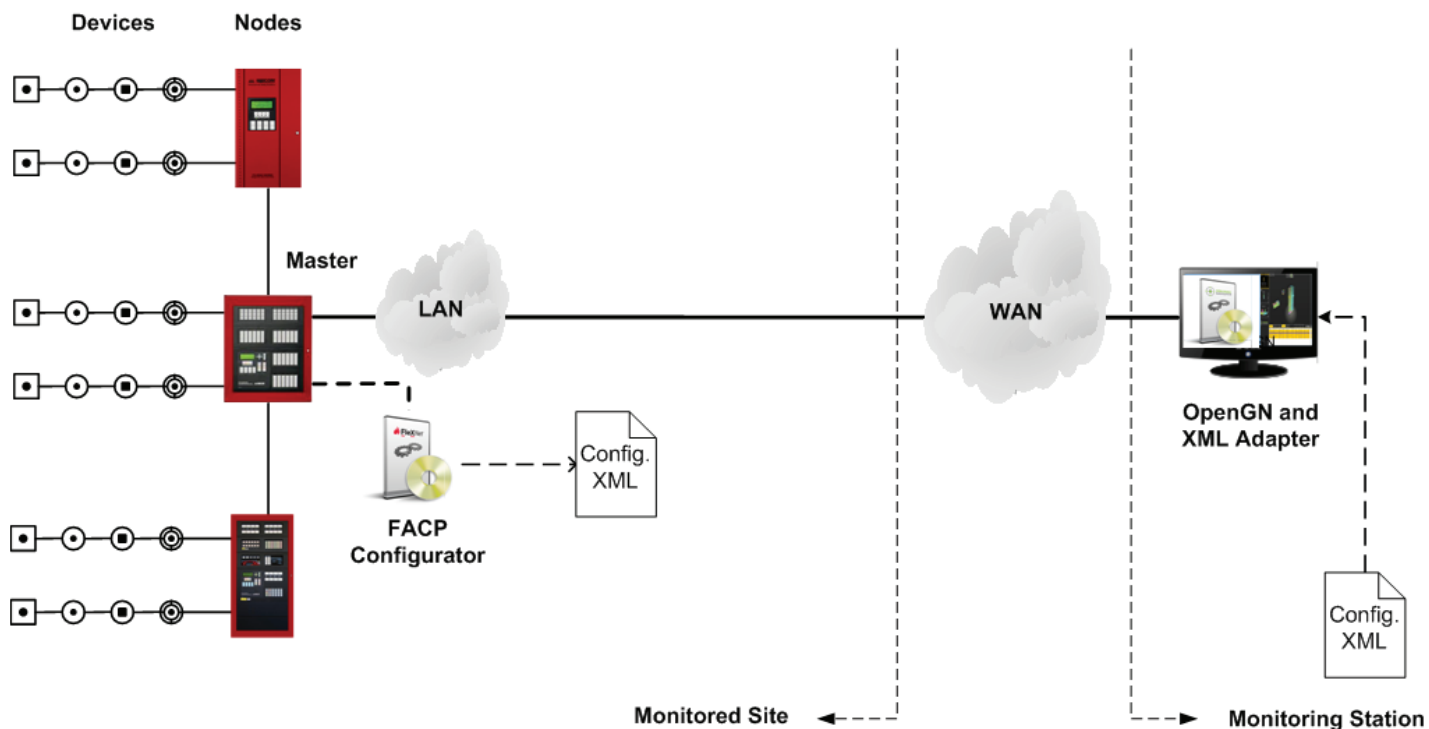 Devices
Nodes
Master
LAN
WAN
FleXNet
Config.
XML
FACP
Configurator
OpenGN and
XML Adapter
Config.
XML
Monitored Site
Monitoring Station